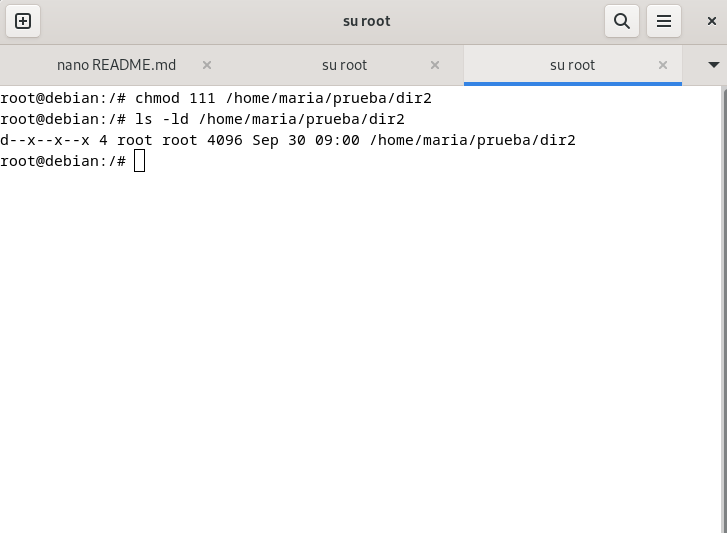 su root
nano README.md
su root
su root
root@debian:/# chmod 111 /home/maria/prueba/dir2
root@debian:/# ls -ld /home/maria/prueba/dir2
d--x--x--x 4 root root 4096 Sep 30 09:00 /home/maria/prueba/dir2
root@debian:/#